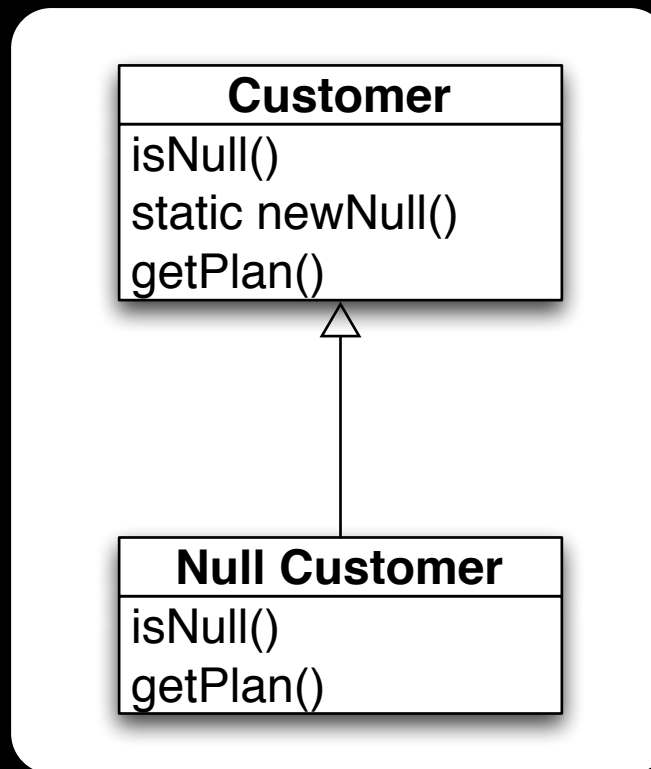 Customer
isNull()
static newNull()
getPlan()
Null Customer
isNull()
getPlan()